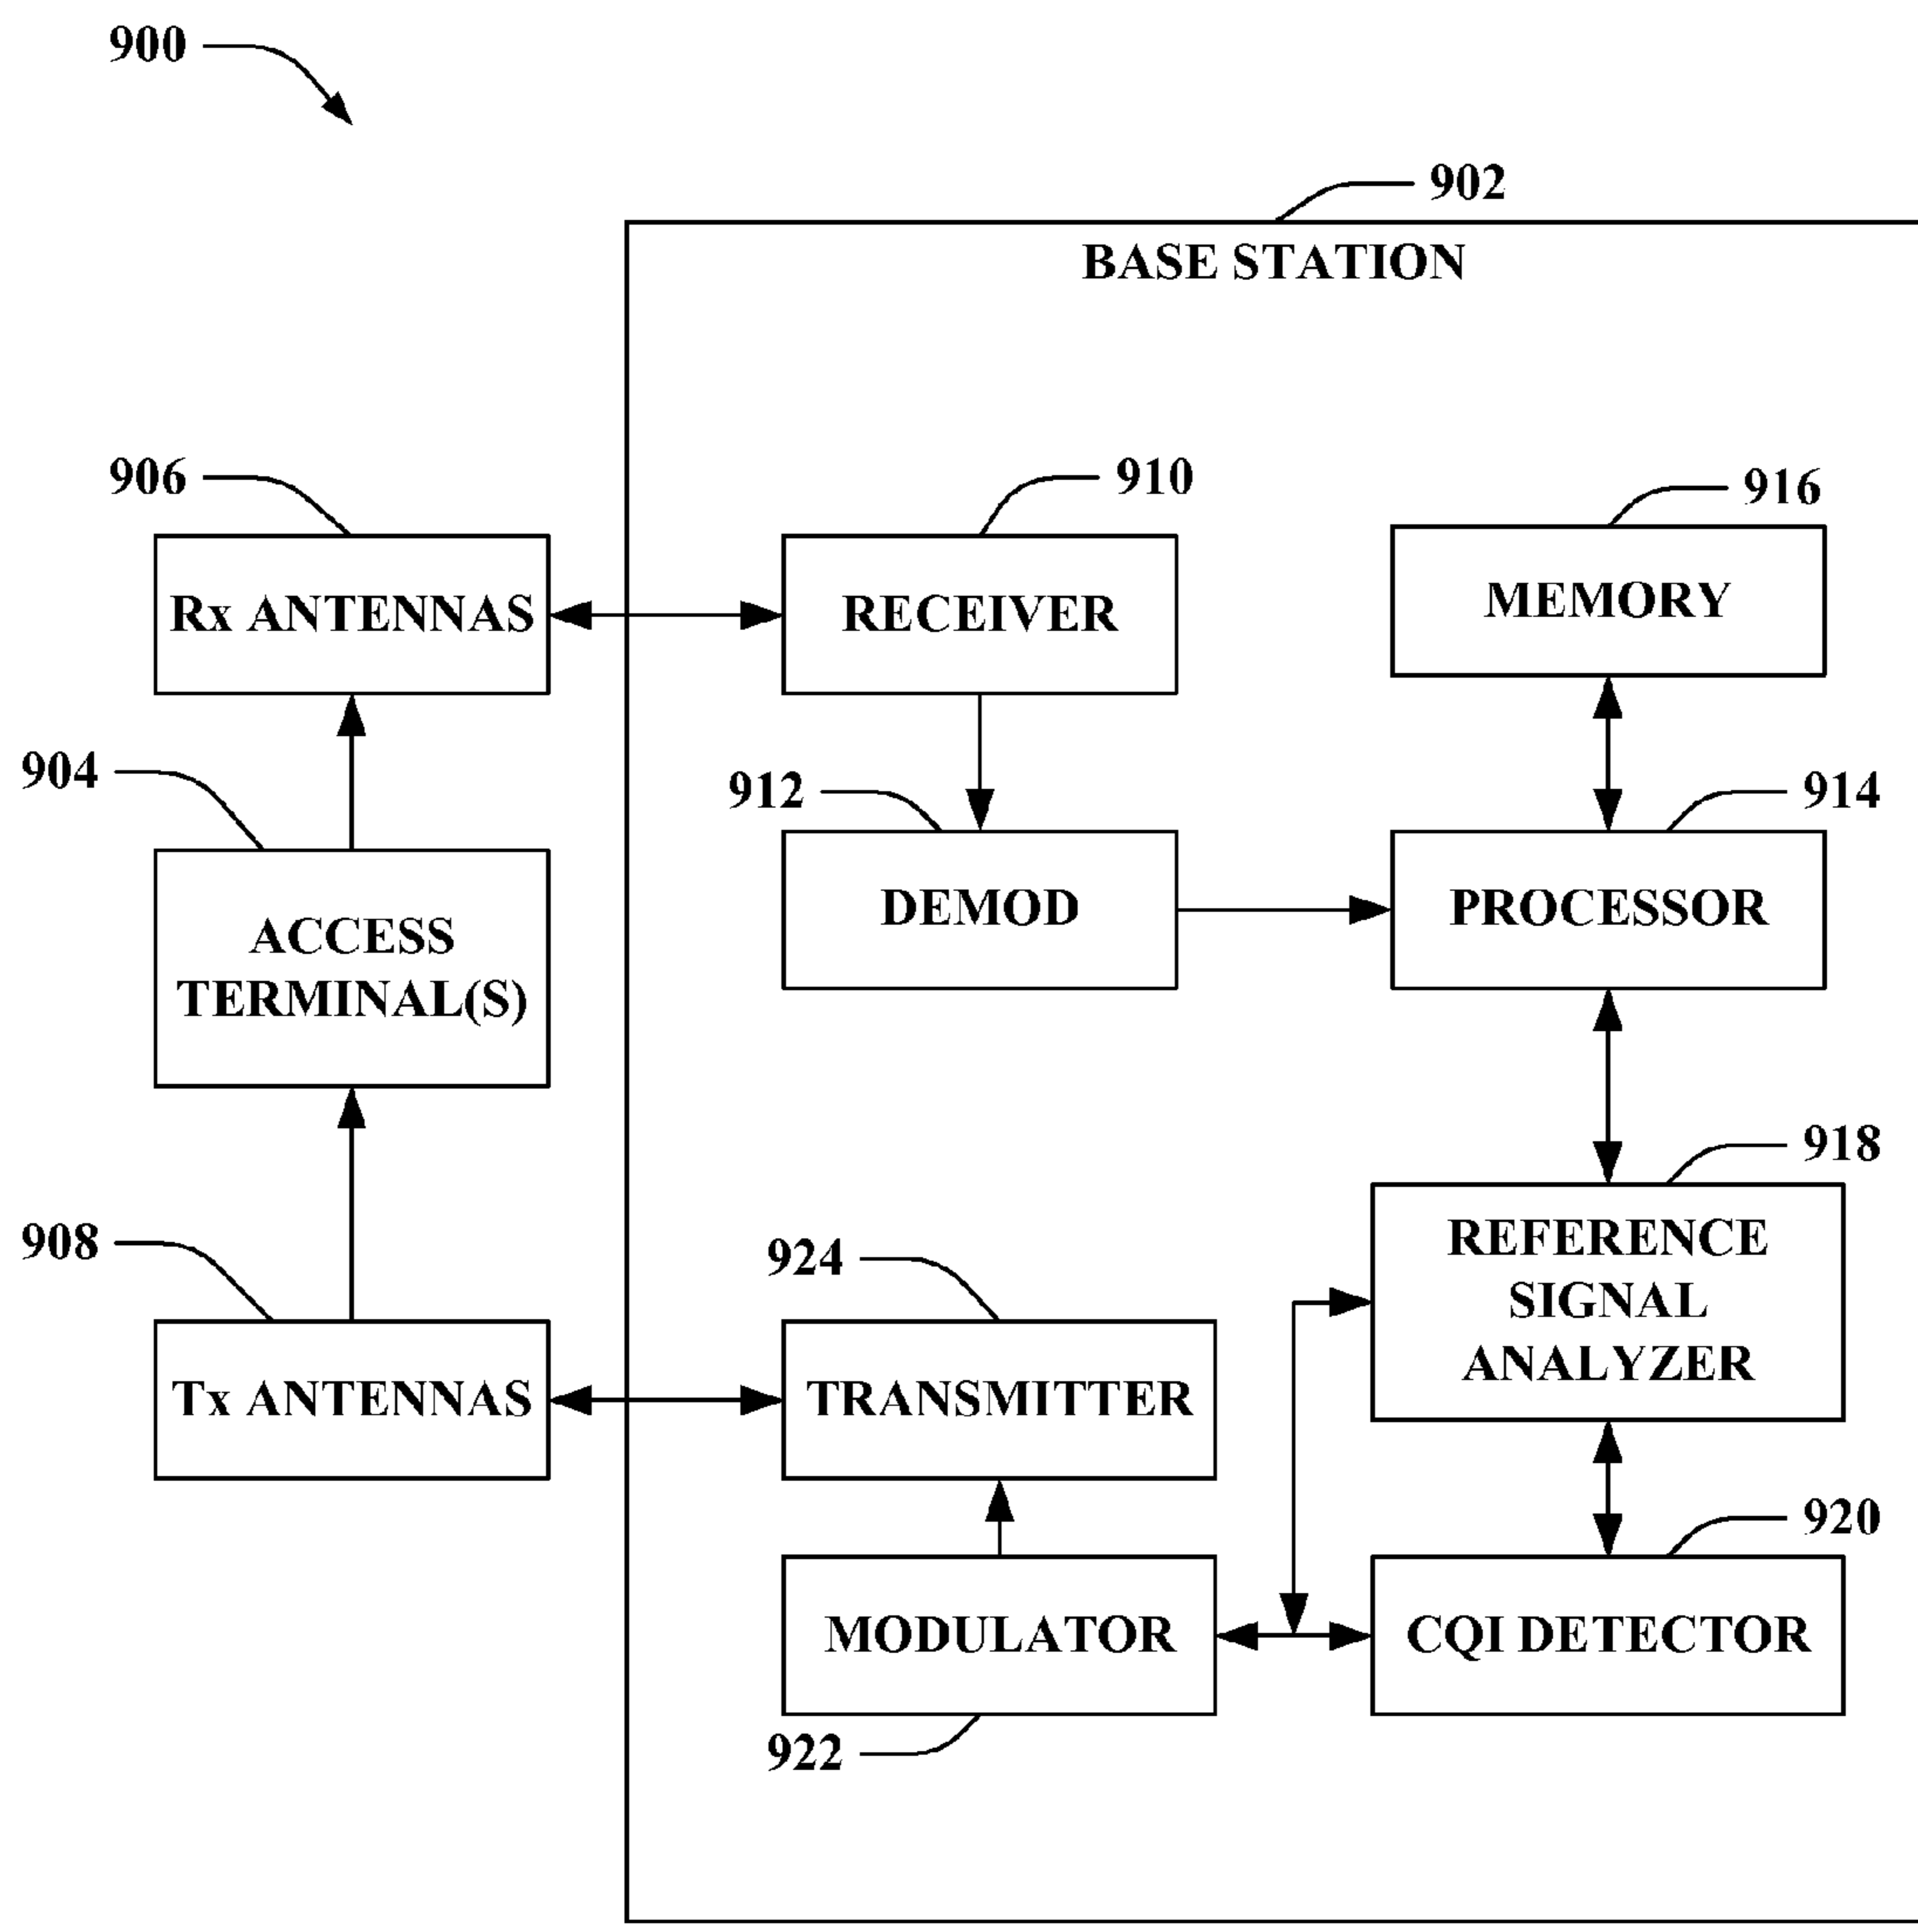 900
902
BASE STATION
906
910
916
Rx ANTENNAS
RECEIVER
MEMORY
904
912
914
ACCESS
TERMINAL(S)
DEMOD
PROCESSOR
908
924
918
REFERENCE
SIGNAL
ANALYZER
Tx ANTENNAS
TRANSMITTER
920
MODULATOR
CQI DETECTOR
922